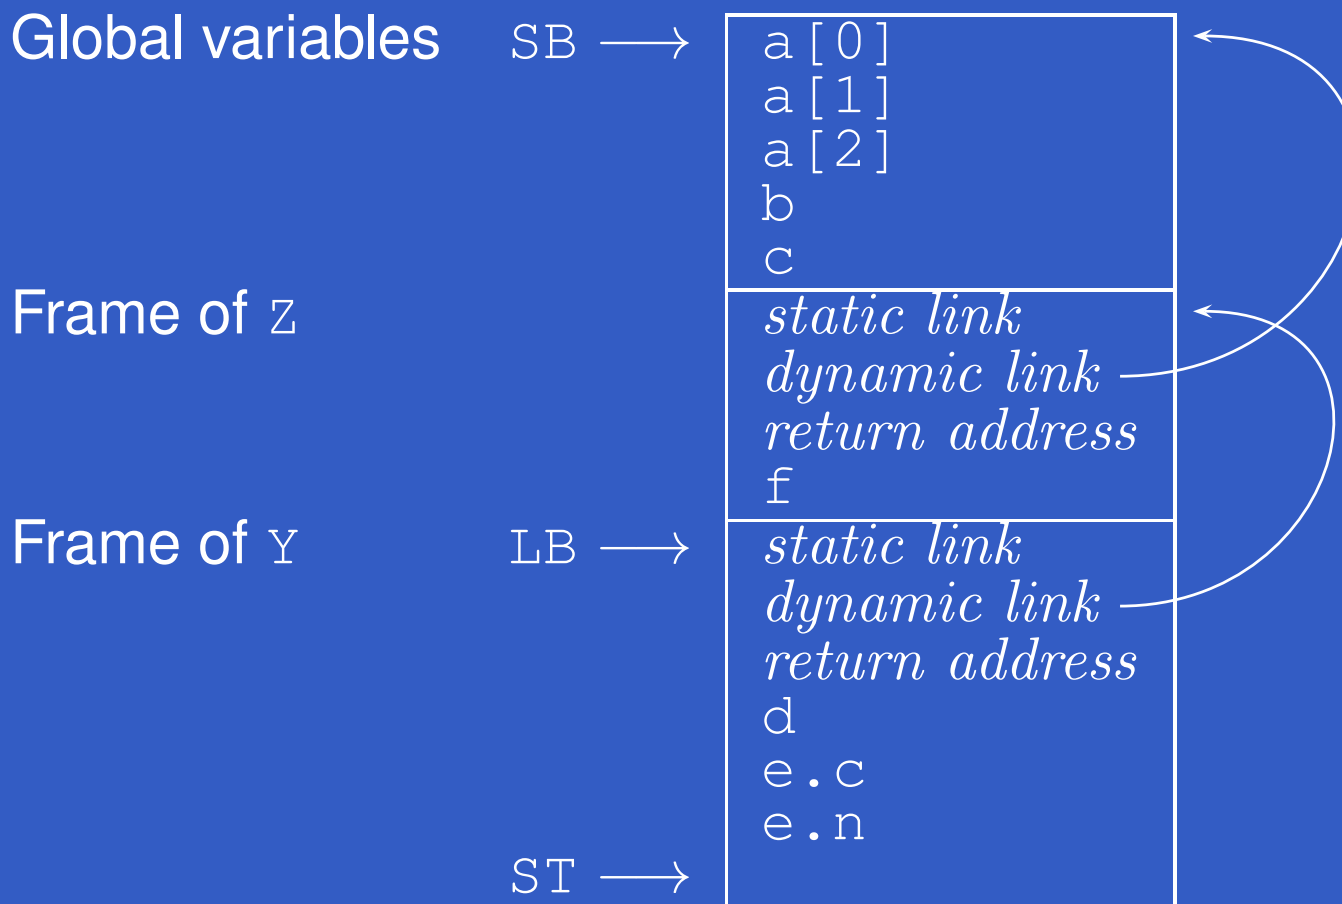 Global variables SB a[0]
a[1]
a[2]
b
c
Frame of Z static link
dynamic link
return address
f
Frame of Y LB static link
dynamic link
return address
d
e.c
e.n
ST